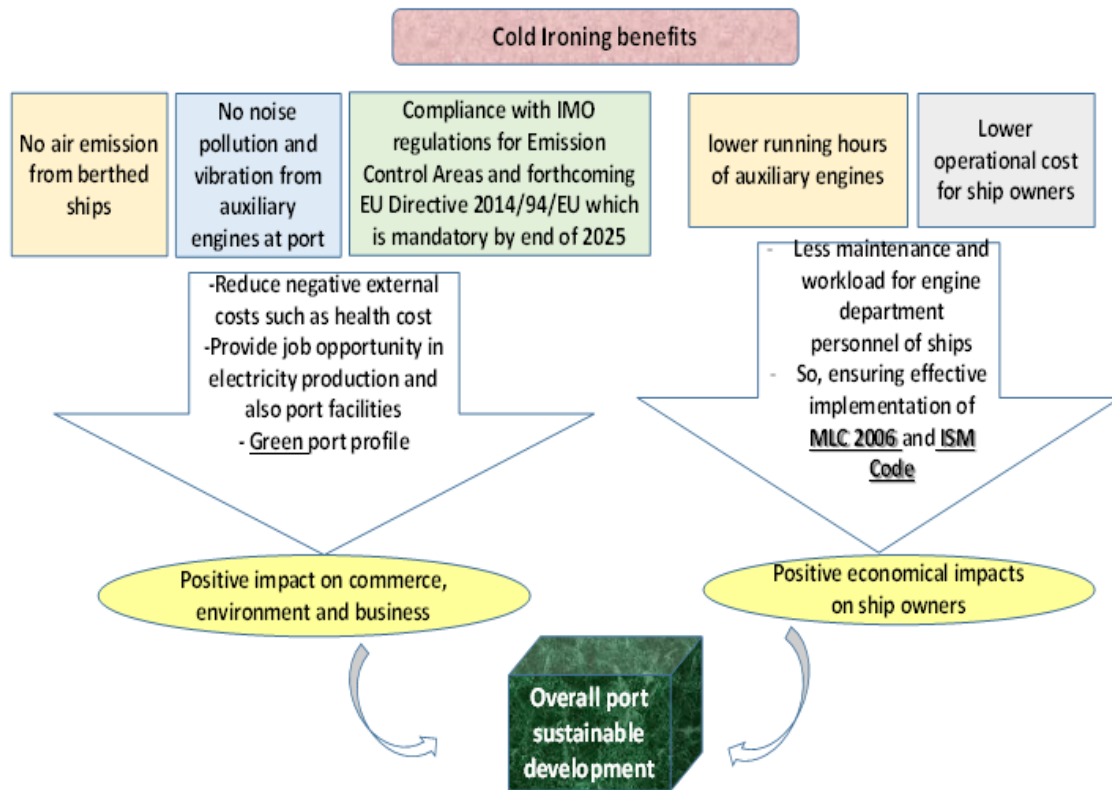 Cold Ironing benefits
No air emission
from berthed
ships
No noise
pollution and
vibration from
auxiliary
engines at port
Compliance with IMO
regulations for Emission
Control Areas and forthcoming
EU Directive 2014/94/EU which
is mandatory by end of 2025
lower running hours
of auxiliary engines
Lower
operational cost
for ship owners
-Reduce negative external
costs such as health cost
-Provide job opportunity in
electricity production and
also port facilities
- Green port profile
- Less maintenance and
workload for engine
department
personnel of ships
- So, ensuring effective
implementation of
MLC 2006 and ISM
Code
Positive impact on commerce,
environment and business
Positive economical impacts
on ship owners
Overall port
sustainable
development